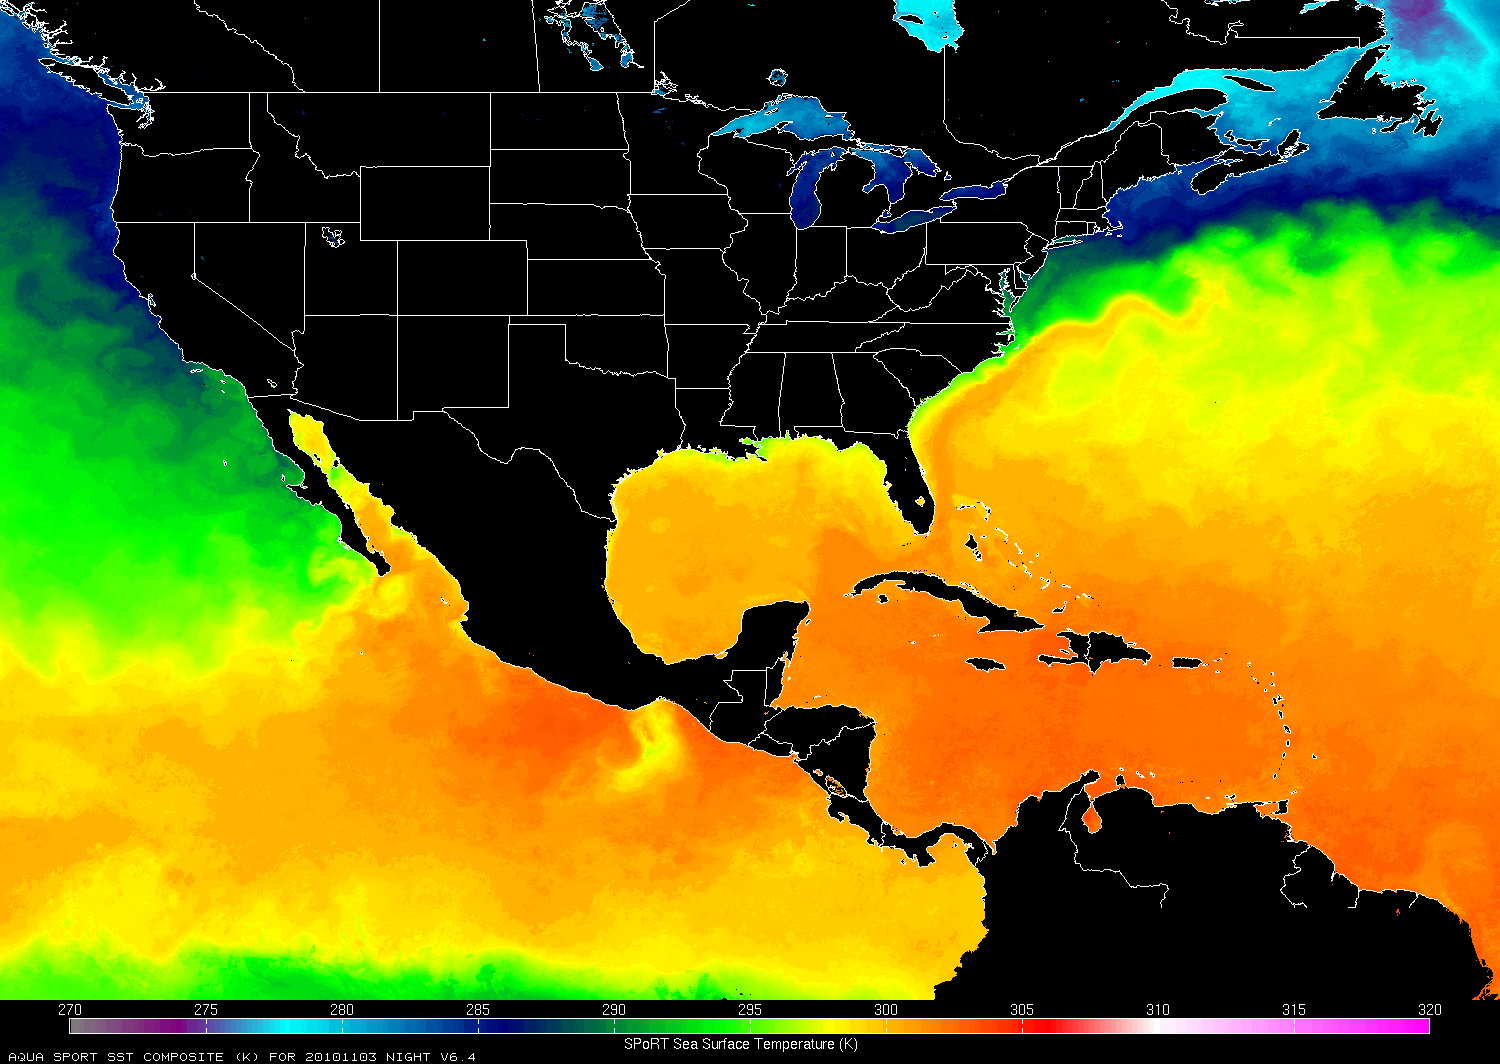 270 275 280 285 290 295 300 305 310 315 320
SPoRT Sea Surface Temperature (K)
AQUA SPORT SST COMPOSITE (K) FOR 20101103 NIGHT V6.4